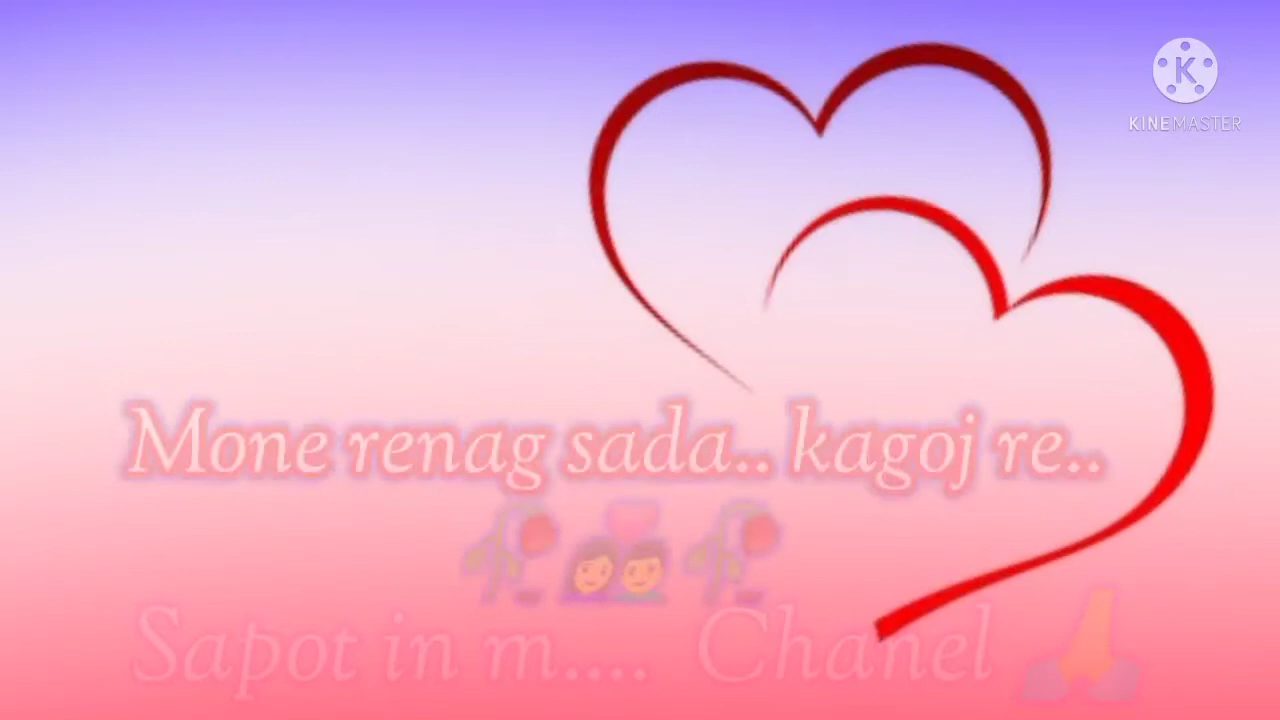 KINEMASTER
Mone renag sada.. kagoj re..
🥀💑🥀
Sapot in m.... Chanel 🙏